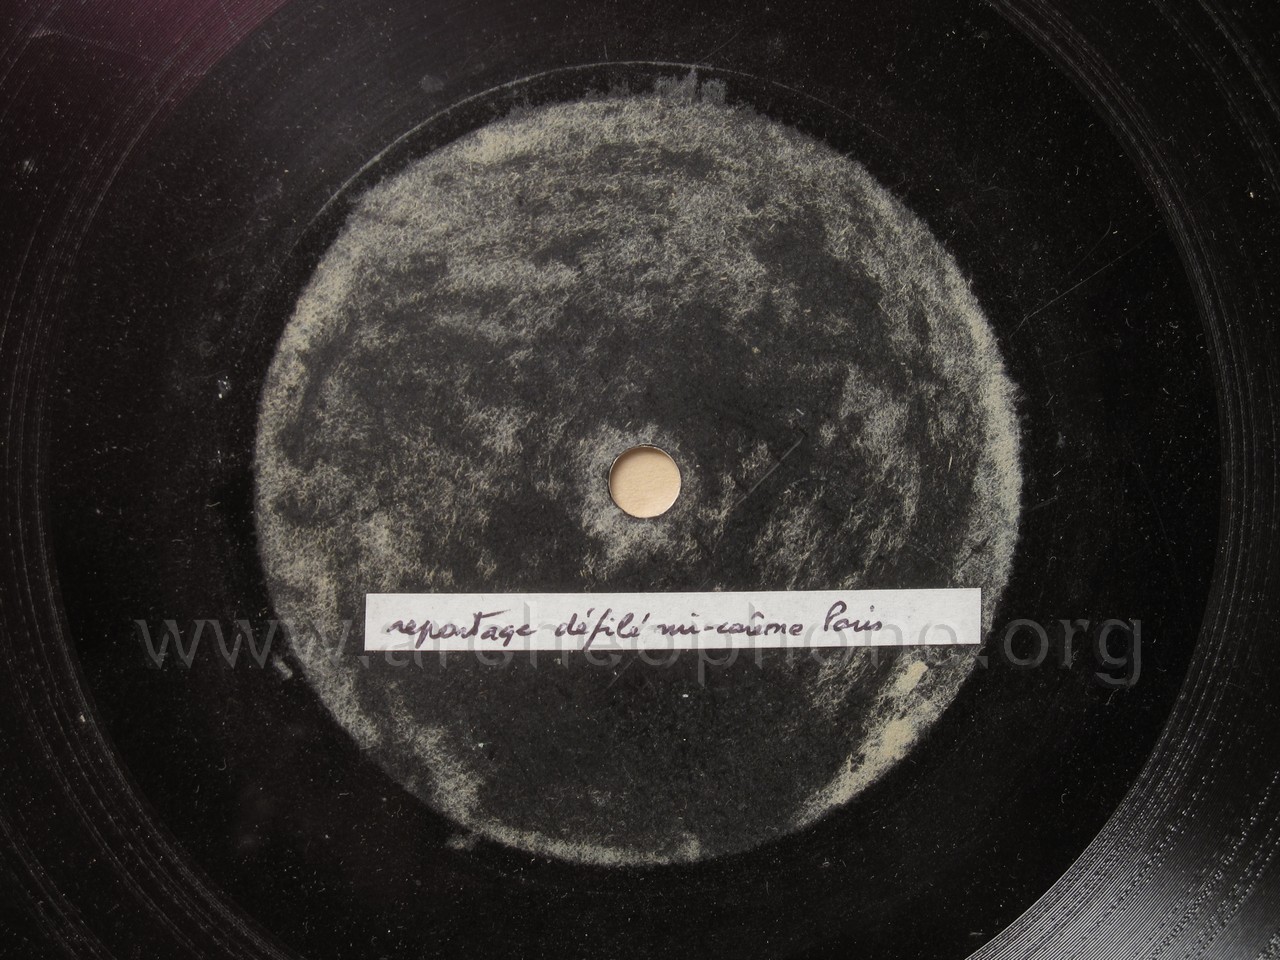 reportage défilé mi-carême Paris
www.archeophone.org